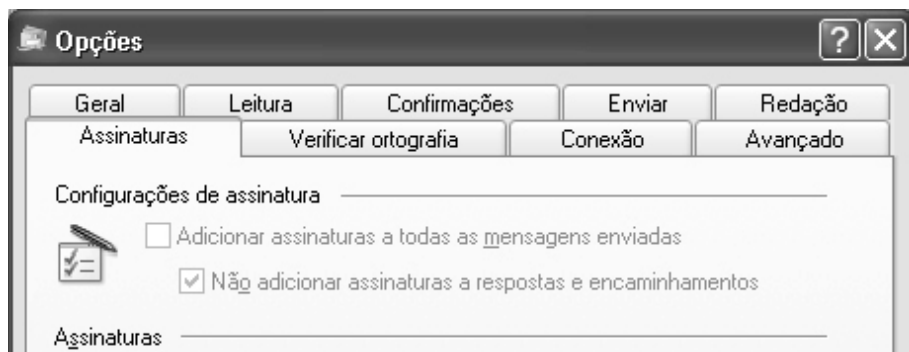 Opções
Geral Leitura Confirmações Enviar Redação
Assinaturas Verificar ortografia Conexão Avançado
Configurações de assinatura
Adicionar assinaturas a todas as mensagens enviadas
Não adicionar assinaturas a respostas e encaminhamentos
Assinaturas